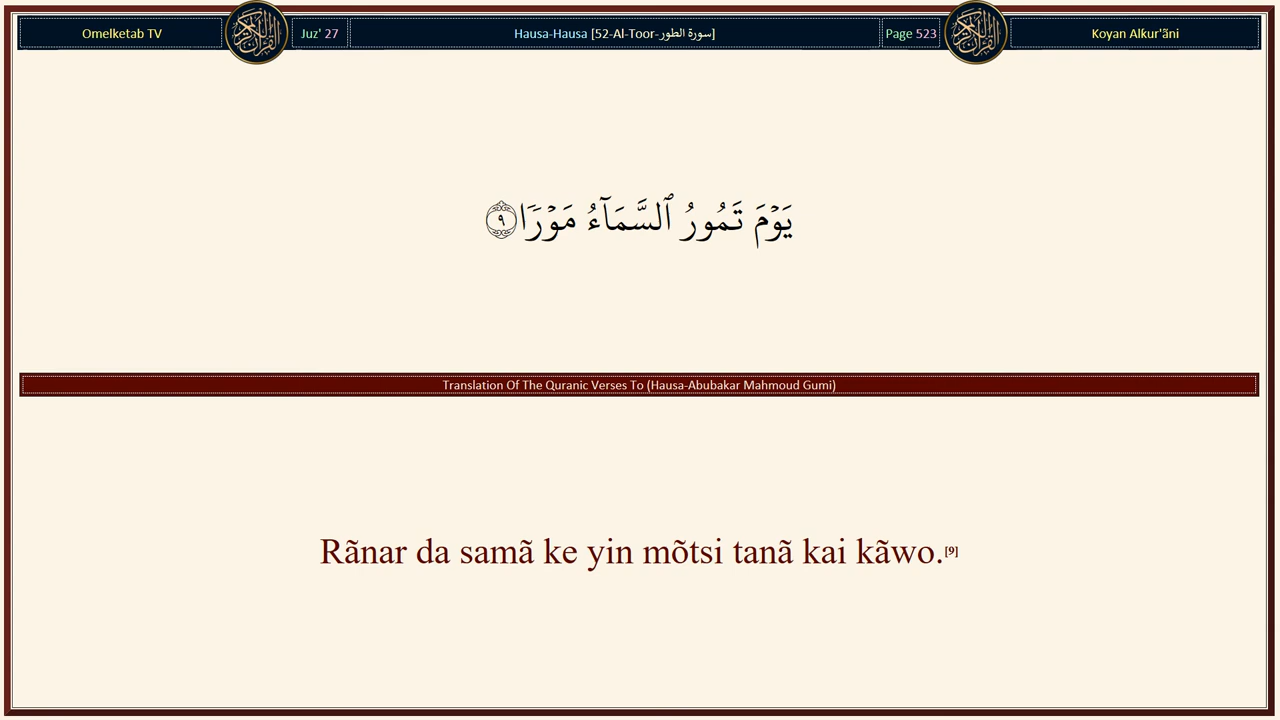 Omelketab TV
Juz' 27
Hausa-Hausa [52-Al-Toor-سورة الطور]
Page 523
Koyan Alƙur'ãni
يَوۡمَ تَمُورُ ٱلسَّمَآءُ مَوۡرٗا ٩
Translation Of The Quranic Verses To (Hausa-Abubakar Mahmoud Gumi)
Rãnar da samã ke yin mõtsi tanã kai kãwo.[9]